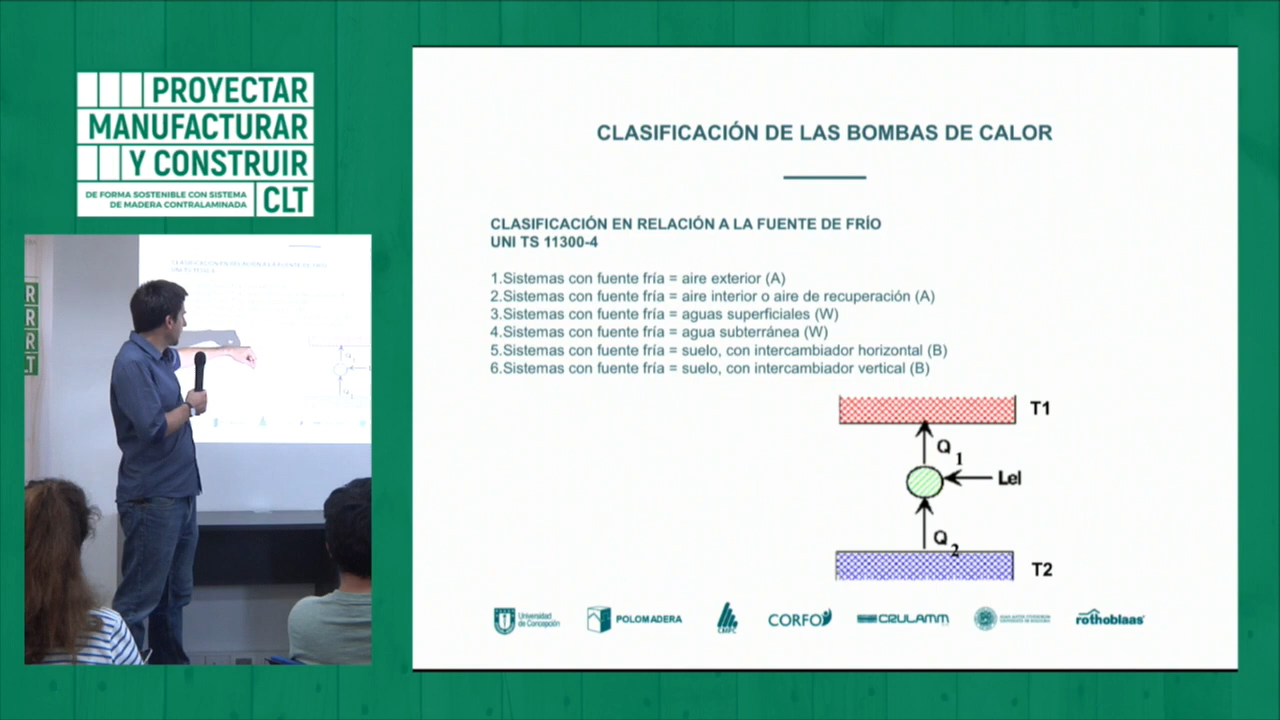 PROYECTAR
MANUFACTURAR
Y CONSTRUIR
DE FORMA SOSTENIBLE CON SISTEMA
DE MADERA CONTRALAMINADA
CLT
CLASIFICACIÓN DE LAS BOMBAS DE CALOR
CLASIFICACIÓN EN RELACIÓN A LA FUENTE DE FRÍO
UNI TS 11300-4
1.Sistemas con fuente fría = aire exterior (A)
2.Sistemas con fuente fría = aire interior o aire de recuperación (A)
3.Sistemas con fuente fría = aguas superficiales (W)
4.Sistemas con fuente fría = agua subterránea (W)
5.Sistemas con fuente fría = suelo, con intercambiador horizontal (B)
6.Sistemas con fuente fría = suelo, con intercambiador vertical (B)
T1
Q1
Lel
Q2
T2
Universidad
de Concepción
POLOMADERA
CMPC
CORFO
CRULAMM
rothoblaas